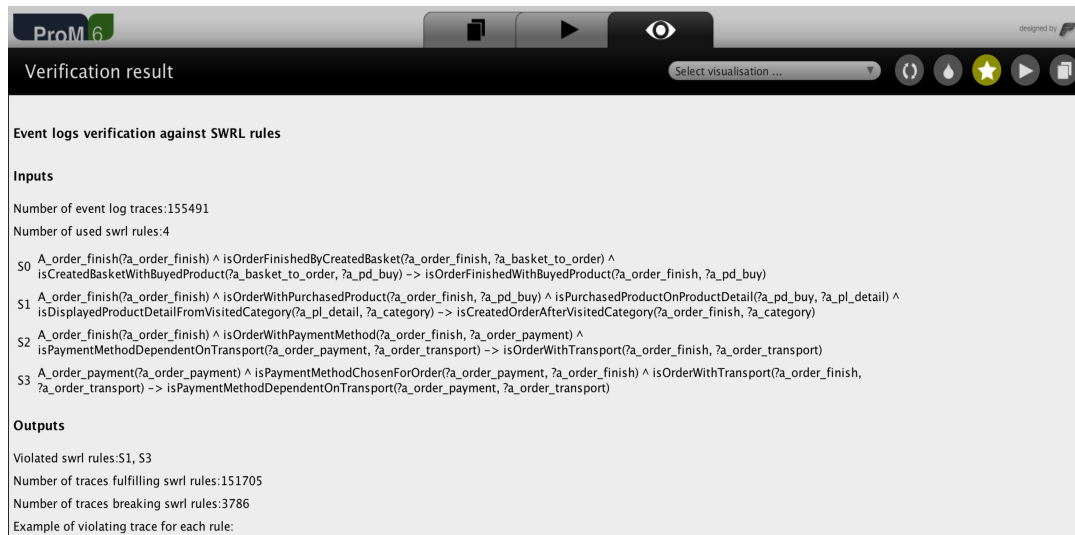 ProM 6
designed by
Verification result
Select visualisation ...
Event logs verification against SWRL rules
Inputs
Number of event log traces:155491
Number of used swrl rules:4
S0 A_order_finish(?a_order_finish) ^ isOrderFinishedByCreatedBasket(?a_order_finish, ?a_basket_to_order) ^
isCreatedBasketWithBuyedProduct(?a_basket_to_order, ?a_pd_buy) -> isOrderFinishedWithBuyedProduct(?a_order_finish, ?a_pd_buy)
S1 A_order_finish(?a_order_finish) ^ isOrderWithPurchasedProduct(?a_order_finish, ?a_pd_buy) ^ isPurchasedProductOnProductDetail(?a_pd_buy, ?a_pl_detail) ^
isDisplayedProductDetailFromVisitedCategory(?a_pl_detail, ?a_category) -> isCreatedOrderAfterVisitedCategory(?a_order_finish, ?a_category)
S2 A_order_finish(?a_order_finish) ^ isOrderWithPaymentMethod(?a_order_finish, ?a_order_payment) ^
isPaymentMethodDependentOnTransport(?a_order_payment, ?a_order_transport) -> isOrderWithTransport(?a_order_finish, ?a_order_transport)
S3 A_order_payment(?a_order_payment) ^ isPaymentMethodChosenForOrder(?a_order_payment, ?a_order_finish) ^ isOrderWithTransport(?a_order_finish,
?a_order_transport) -> isPaymentMethodDependentOnTransport(?a_order_payment, ?a_order_transport)
Outputs
Violated swrl rules:S1, S3
Number of traces fulfilling swrl rules:151705
Number of traces breaking swrl rules:3786
Example of violating trace for each rule: